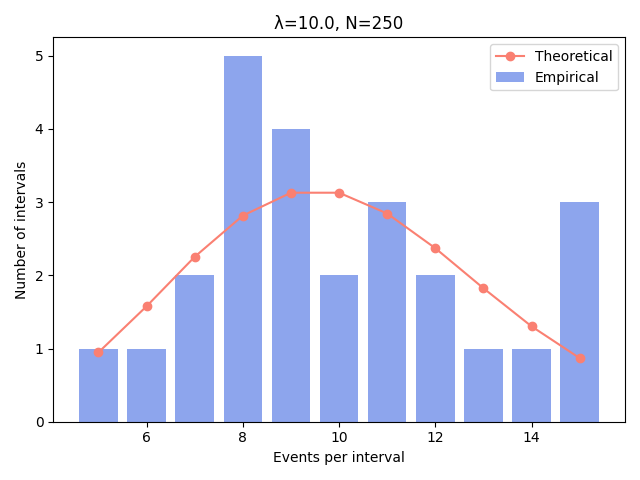 λ=10.0, N=250
Theoretical
Empirical
Number of intervals
5
4
3
2
1
0
6 8 10 12 14
Events per interval